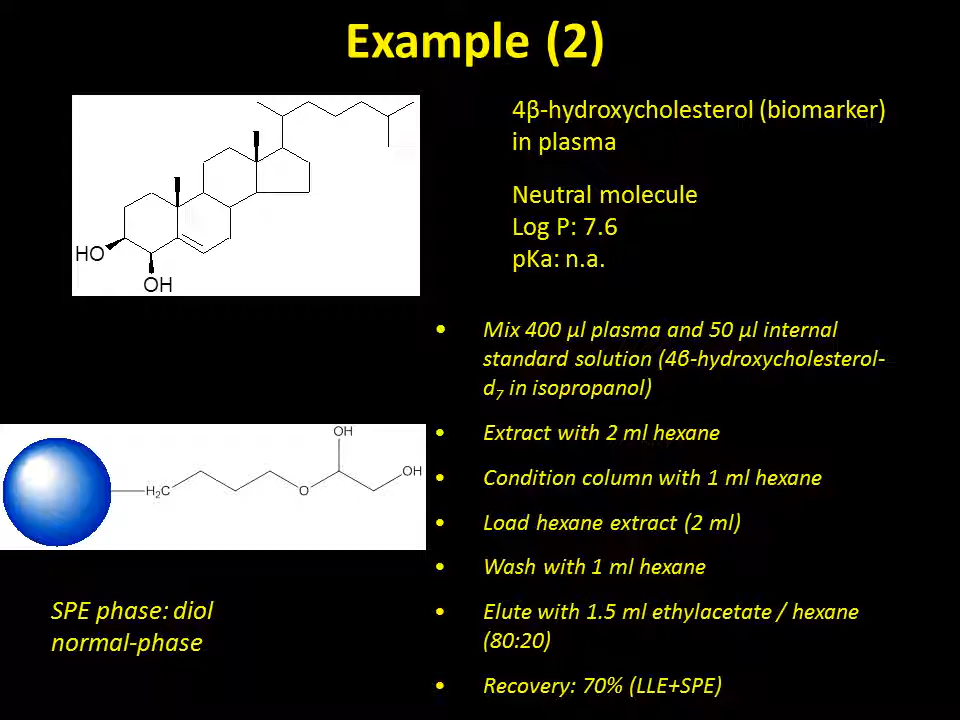 Example (2)
4β-hydroxycholesterol (biomarker)
in plasma
Neutral molecule
Log P: 7.6
pKa: n.a.
HO
OH
• Mix 400 µl plasma and 50 µl internal
standard solution (4β-hydroxycholesterol-
d₇ in isopropanol)
• Extract with 2 ml hexane
• Condition column with 1 ml hexane
• Load hexane extract (2 ml)
• Wash with 1 ml hexane
• Elute with 1.5 ml ethylacetate / hexane
(80:20)
• Recovery: 70% (LLE+SPE)
OH
OH
H₂C
O
SPE phase: diol
normal-phase